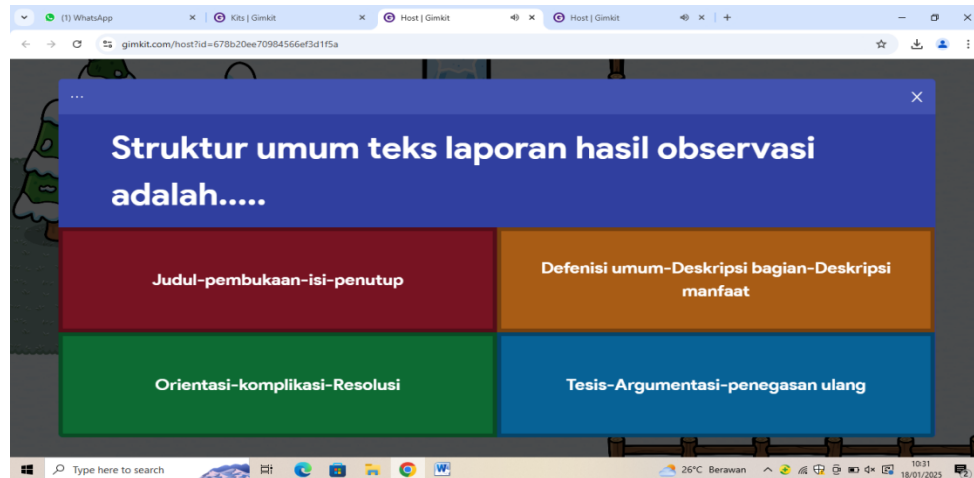 (1) WhatsApp
Kits | Gimkit
Host | Gimkit
Host | Gimkit
gimkit.com/host?id=678b20ee70984566ef3d1f5a
Struktur umum teks laporan hasil observasi
adalah.....
Judul-pembukaan-isi-penutup
Defenisi umum-Deskripsi bagian-Deskripsi
manfaat
Orientasi-komplikasi-Resolusi
Tesis-Argumentasi-penegasan ulang
Type here to search
26°C Berawan
10:31
18/01/2025